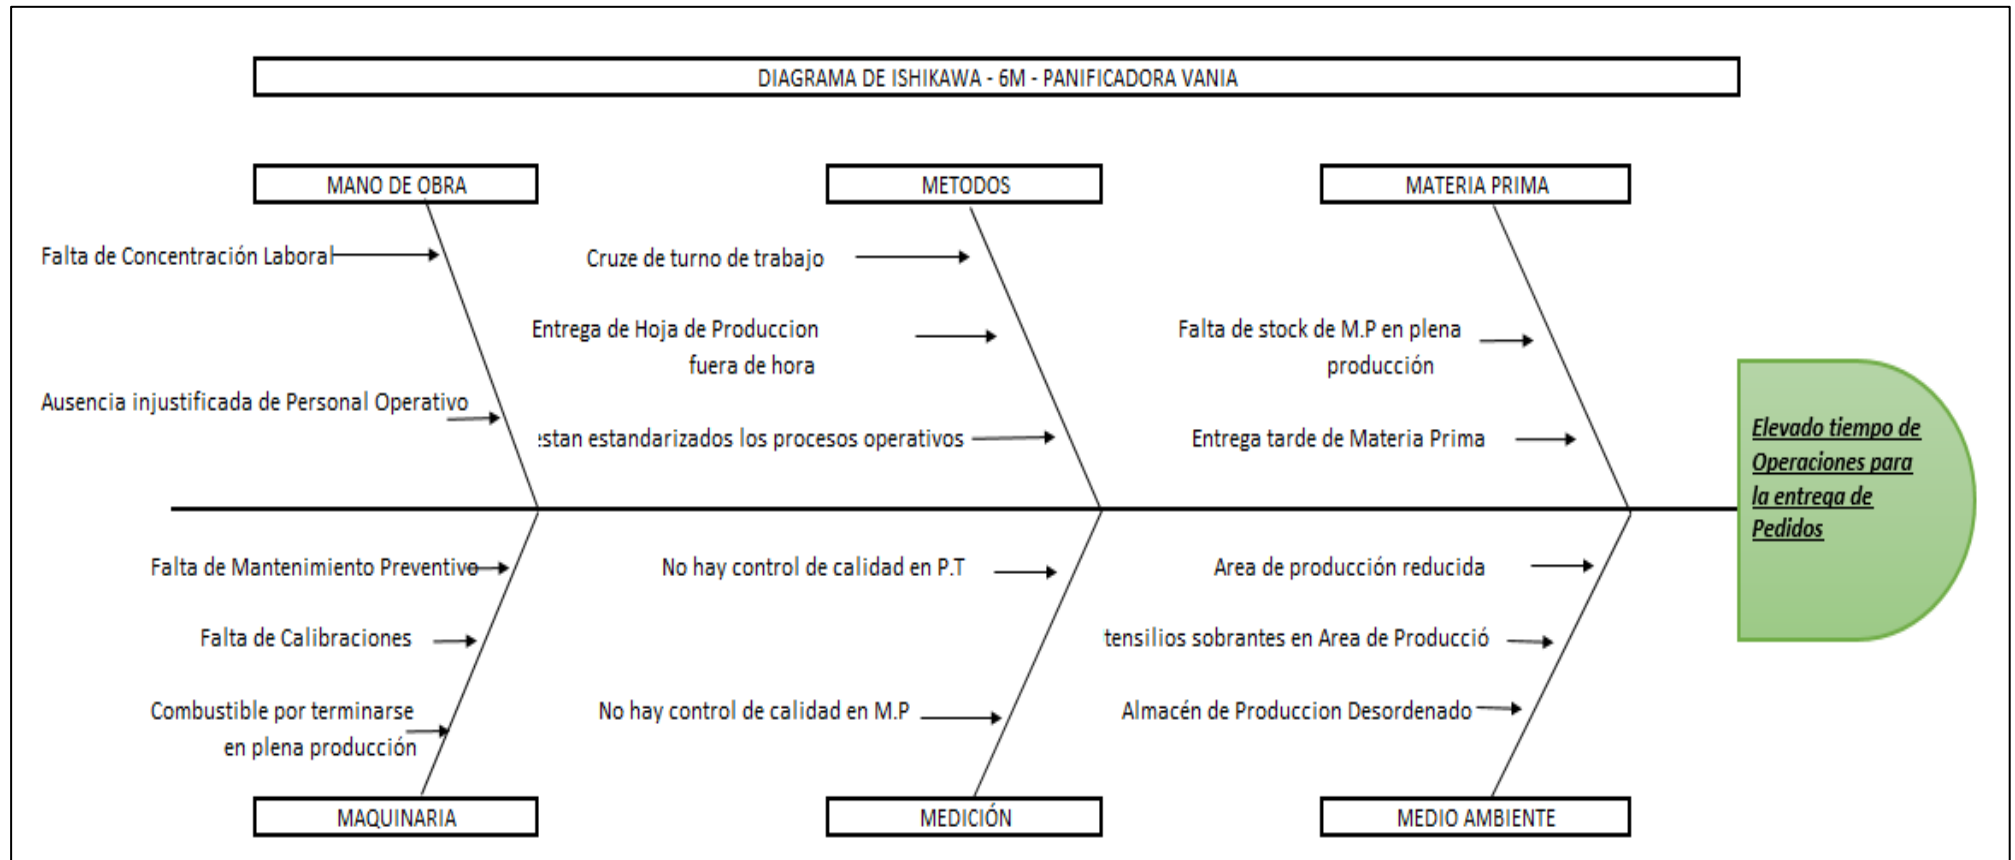 DIAGRAMA DE ISHIKAWA - 6M - PANIFICADORA VANIA
MANO DE OBRA
METODOS
MATERIA PRIMA
Falta de Concentración Laboral
Ausencia injustificada de Personal Operativo
Cruze de turno de trabajo
Entrega de Hoja de Produccion
fuera de hora
estan estandarizados los procesos operativos
Falta de stock de M.P en plena
producción
Entrega tarde de Materia Prima
Elevado tiempo de
Operaciones para
la entrega de
Pedidos
Falta de Mantenimiento Preventivo
Falta de Calibraciones
Combustible por terminarse
en plena producción
No hay control de calidad en P.T
No hay control de calidad en M.P
Area de producción reducida
tensilios sobrantes en Area de Producció
Almacén de Produccion Desordenado
MAQUINARIA
MEDICIÓN
MEDIO AMBIENTE